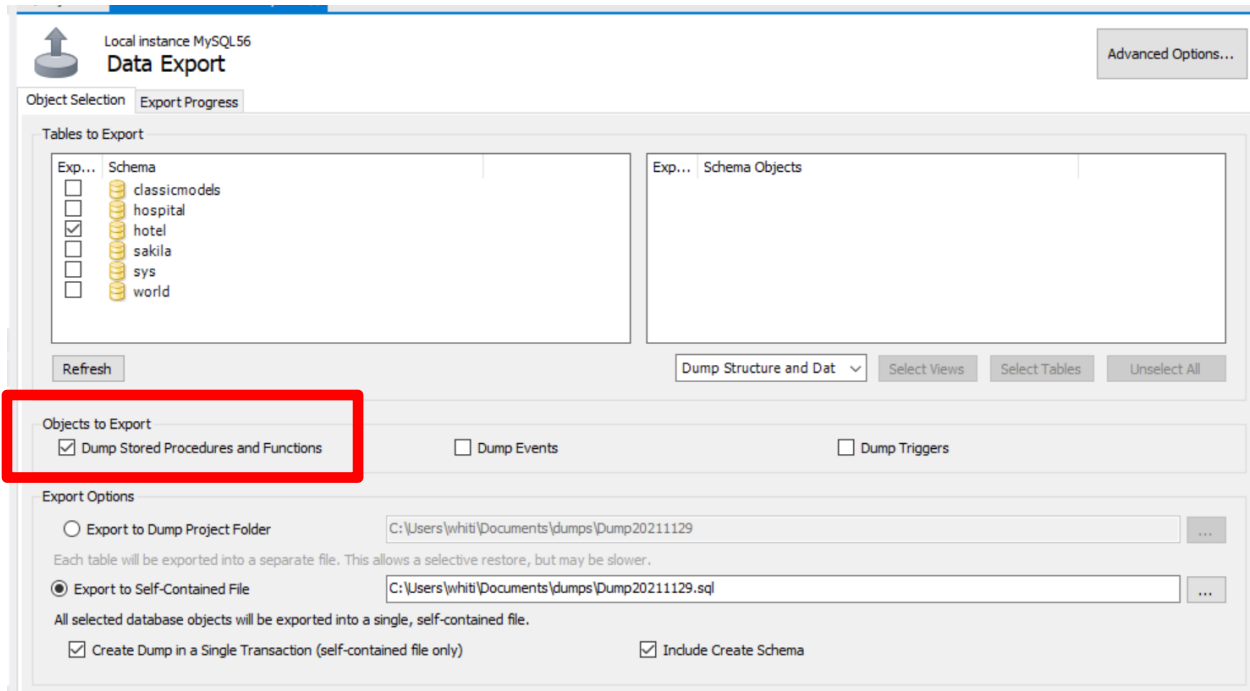 Local instance MySQL56
Data Export
Advanced Options...
Object Selection
Export Progress
Tables to Export
Exp... Schema
classicmodels
hospital
hotel
sakila
sys
world
Exp... Schema Objects
Refresh
Dump Structure and Dat
Select Views
Select Tables
Unselect All
Objects to Export
Dump Stored Procedures and Functions
Dump Events
Dump Triggers
Export Options
Export to Dump Project Folder
C:\Users\whiti\Documents\dumps\Dump20211129
...
Each table will be exported into a separate file. This allows a selective restore, but may be slower.
Export to Self-Contained File
C:\Users\whiti\Documents\dumps\Dump20211129.sql
...
All selected database objects will be exported into a single, self-contained file.
Create Dump in a Single Transaction (self-contained file only)
Include Create Schema